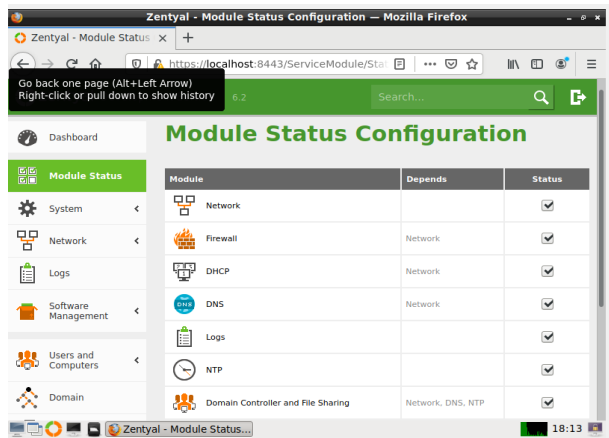 Zentyal - Module Status Configuration — Mozilla Firefox
Zentyal - Module Status
https://localhost:8443/ServiceModule/Stat
Go back one page (Alt+Left Arrow)
Right-click or pull down to show history
6.2
Search...
Dashboard
Module Status
System
Network
Logs
Software
Management
Users and
Computers
Domain
Module Status Configuration
Module Depends Status
Network
Firewall Network
DHCP Network
DNS Network
Logs
NTP
Domain Controller and File Sharing Network, DNS, NTP
Zentyal - Module Status...
18:13